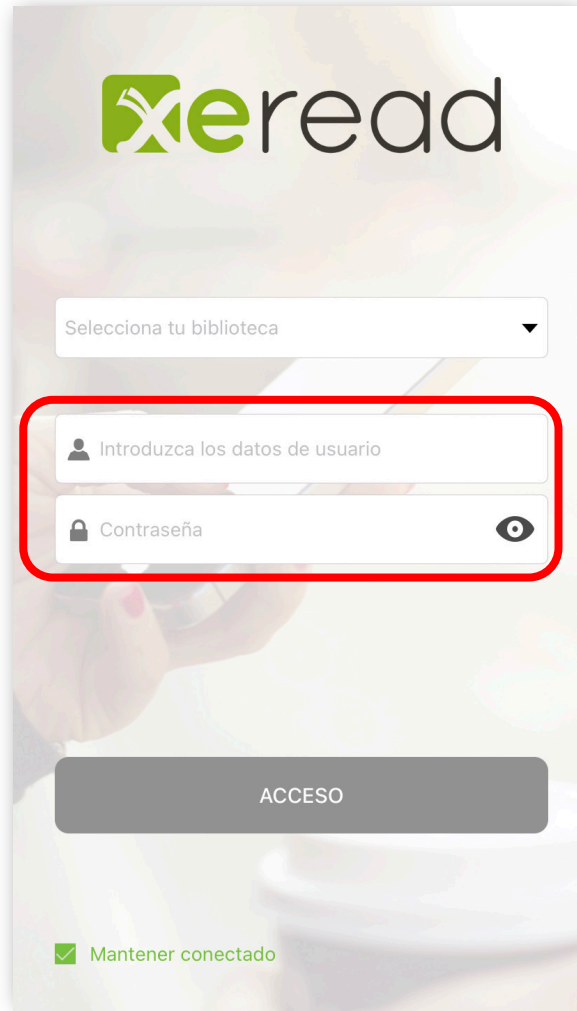 xeread
Selecciona tu biblioteca
Introduzca los datos de usuario
Contraseña
ACCESO
Mantener conectado